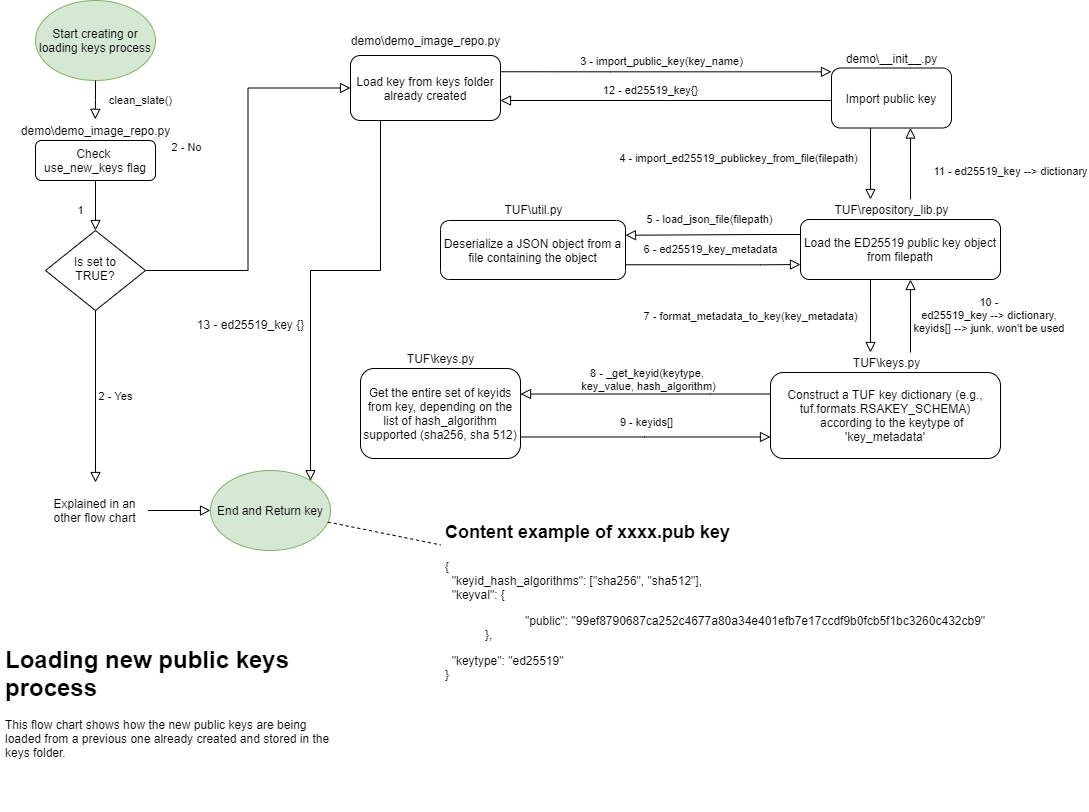 Start creating or
loading keys process
clean_slate()
demo\demo_image_repo.py
Check
use_new_keys flag
2 - No
1
Is set to
TRUE?
2 - Yes
Explained in an
other flow chart
End and Return key
demo\demo_image_repo.py
Load key from keys folder
already created
3 - import_public_key(key_name)
12 - ed25519_key{}
demo\__init__.py
Import public key
4 - import_ed25519_publickey_from_file(filepath)
11 - ed25519_key --> dictionary
TUF\util.py
Deserialize a JSON object from a
file containing the object
5 - load_json_file(filepath)
6 - ed25519_key_metadata
TUF\repository_lib.py
Load the ED25519 public key object
from filepath
13 - ed25519_key {}
7 - format_metadata_to_key(key_metadata)
10 -
ed25519_key --> dictionary,
keyids[] --> junk, won't be used
TUF\keys.py
Get the entire set of keyids
from key, depending on the
list of hash_algorithm
supported (sha256, sha 512)
8 - _get_keyid(keytype,
key_value, hash_algorithm)
9 - keyids[]
TUF\keys.py
Construct a TUF key dictionary (e.g.,
tuf.formats.RSAKEY_SCHEMA)
according to the keytype of
'key_metadata'
Content example of xxxx.pub key
{
"keyid_hash_algorithms": ["sha256", "sha512"],
"keyval": {
"public": "99ef8790687ca252c4677a80a34e401efb7e17ccdf9b0fcb5f1bc3260c432cb9"
},
"keytype": "ed25519"
}
Loading new public keys
process
This flow chart shows how the new public keys are being
loaded from a previous one already created and stored in the
keys folder.